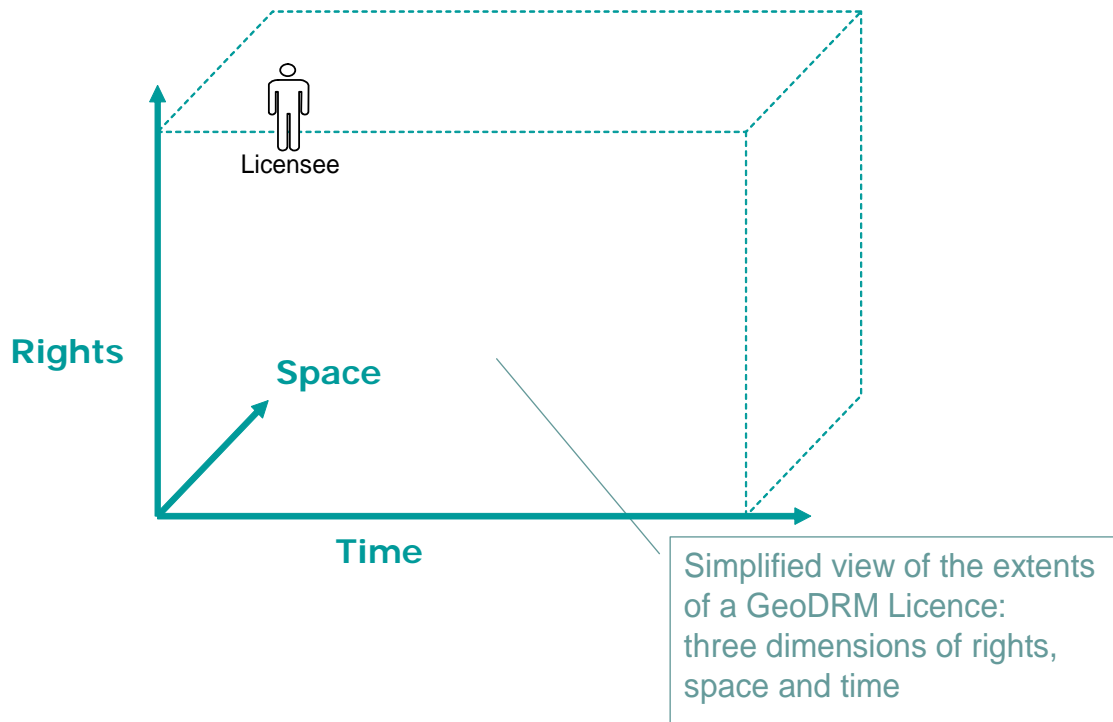 Licensee
Rights
Space
Time
Simplified view of the extents
of a GeoDRM Licence:
three dimensions of rights,
space and time